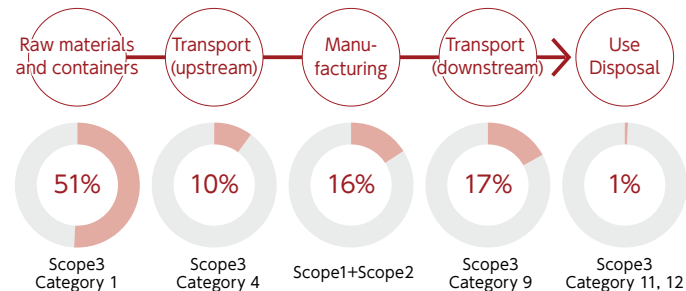 Raw materials
and containers
Transport
(upstream)
Manu-
facturing
Transport
(downstream)
Use
Disposal
51%
10%
16%
17%
1%
Scope3
Category 1
Scope3
Category 4
Scope1+Scope2
Scope3
Category 9
Scope3
Category 11, 12